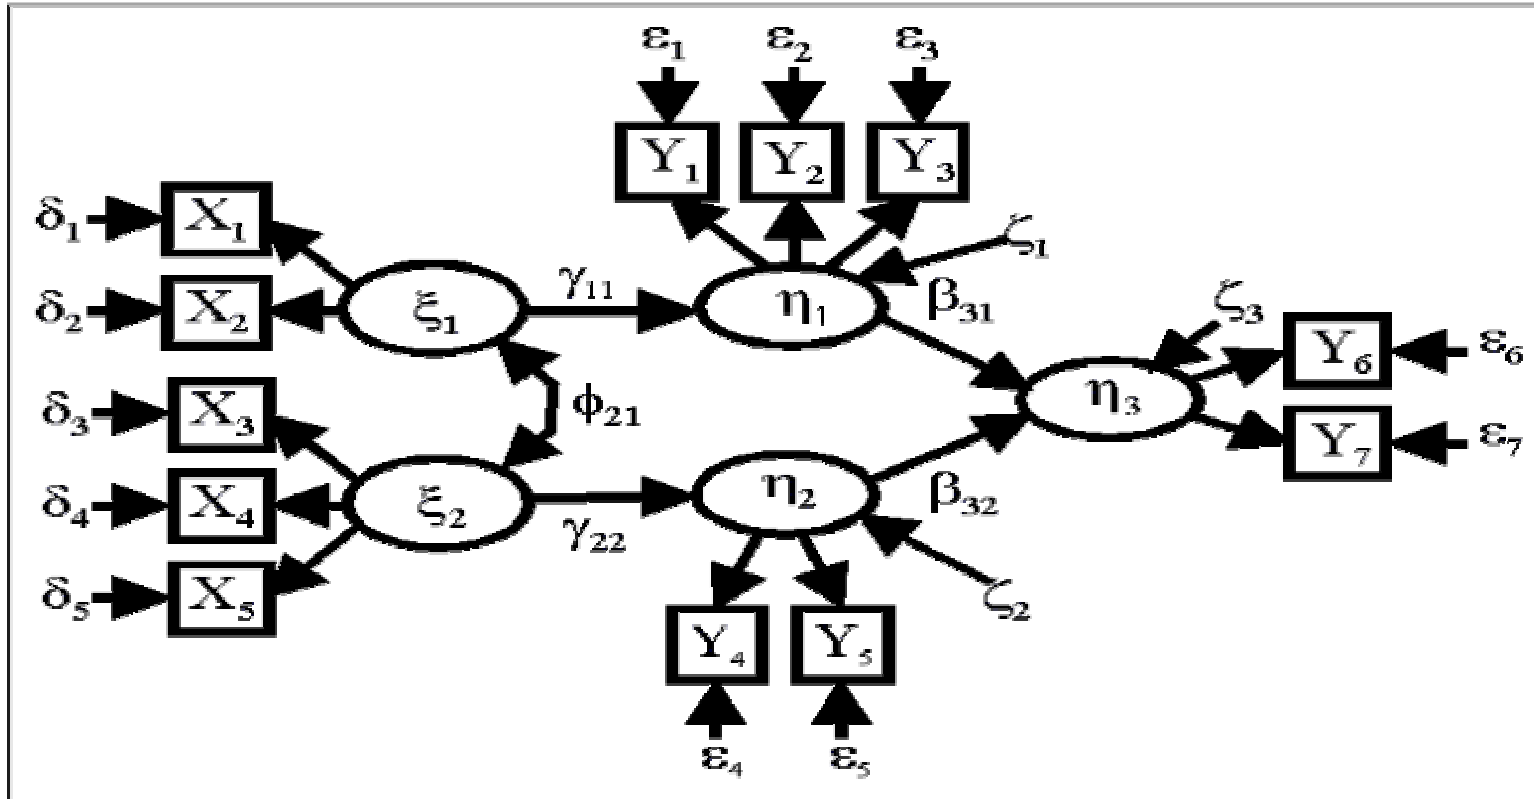 ε1 ε2 ε3
Y1 Y2 Y3
δ1 X1
ζ1
γ11
β31
δ2 X2 ξ1 η1
ζ3
Y6 ε6
η3
δ3 X3
ϕ21
Y7 ε7
δ4 X4 ξ2 η2
β32
γ22
δ5 X5
ζ2
Y4 Y5
ε4 ε5